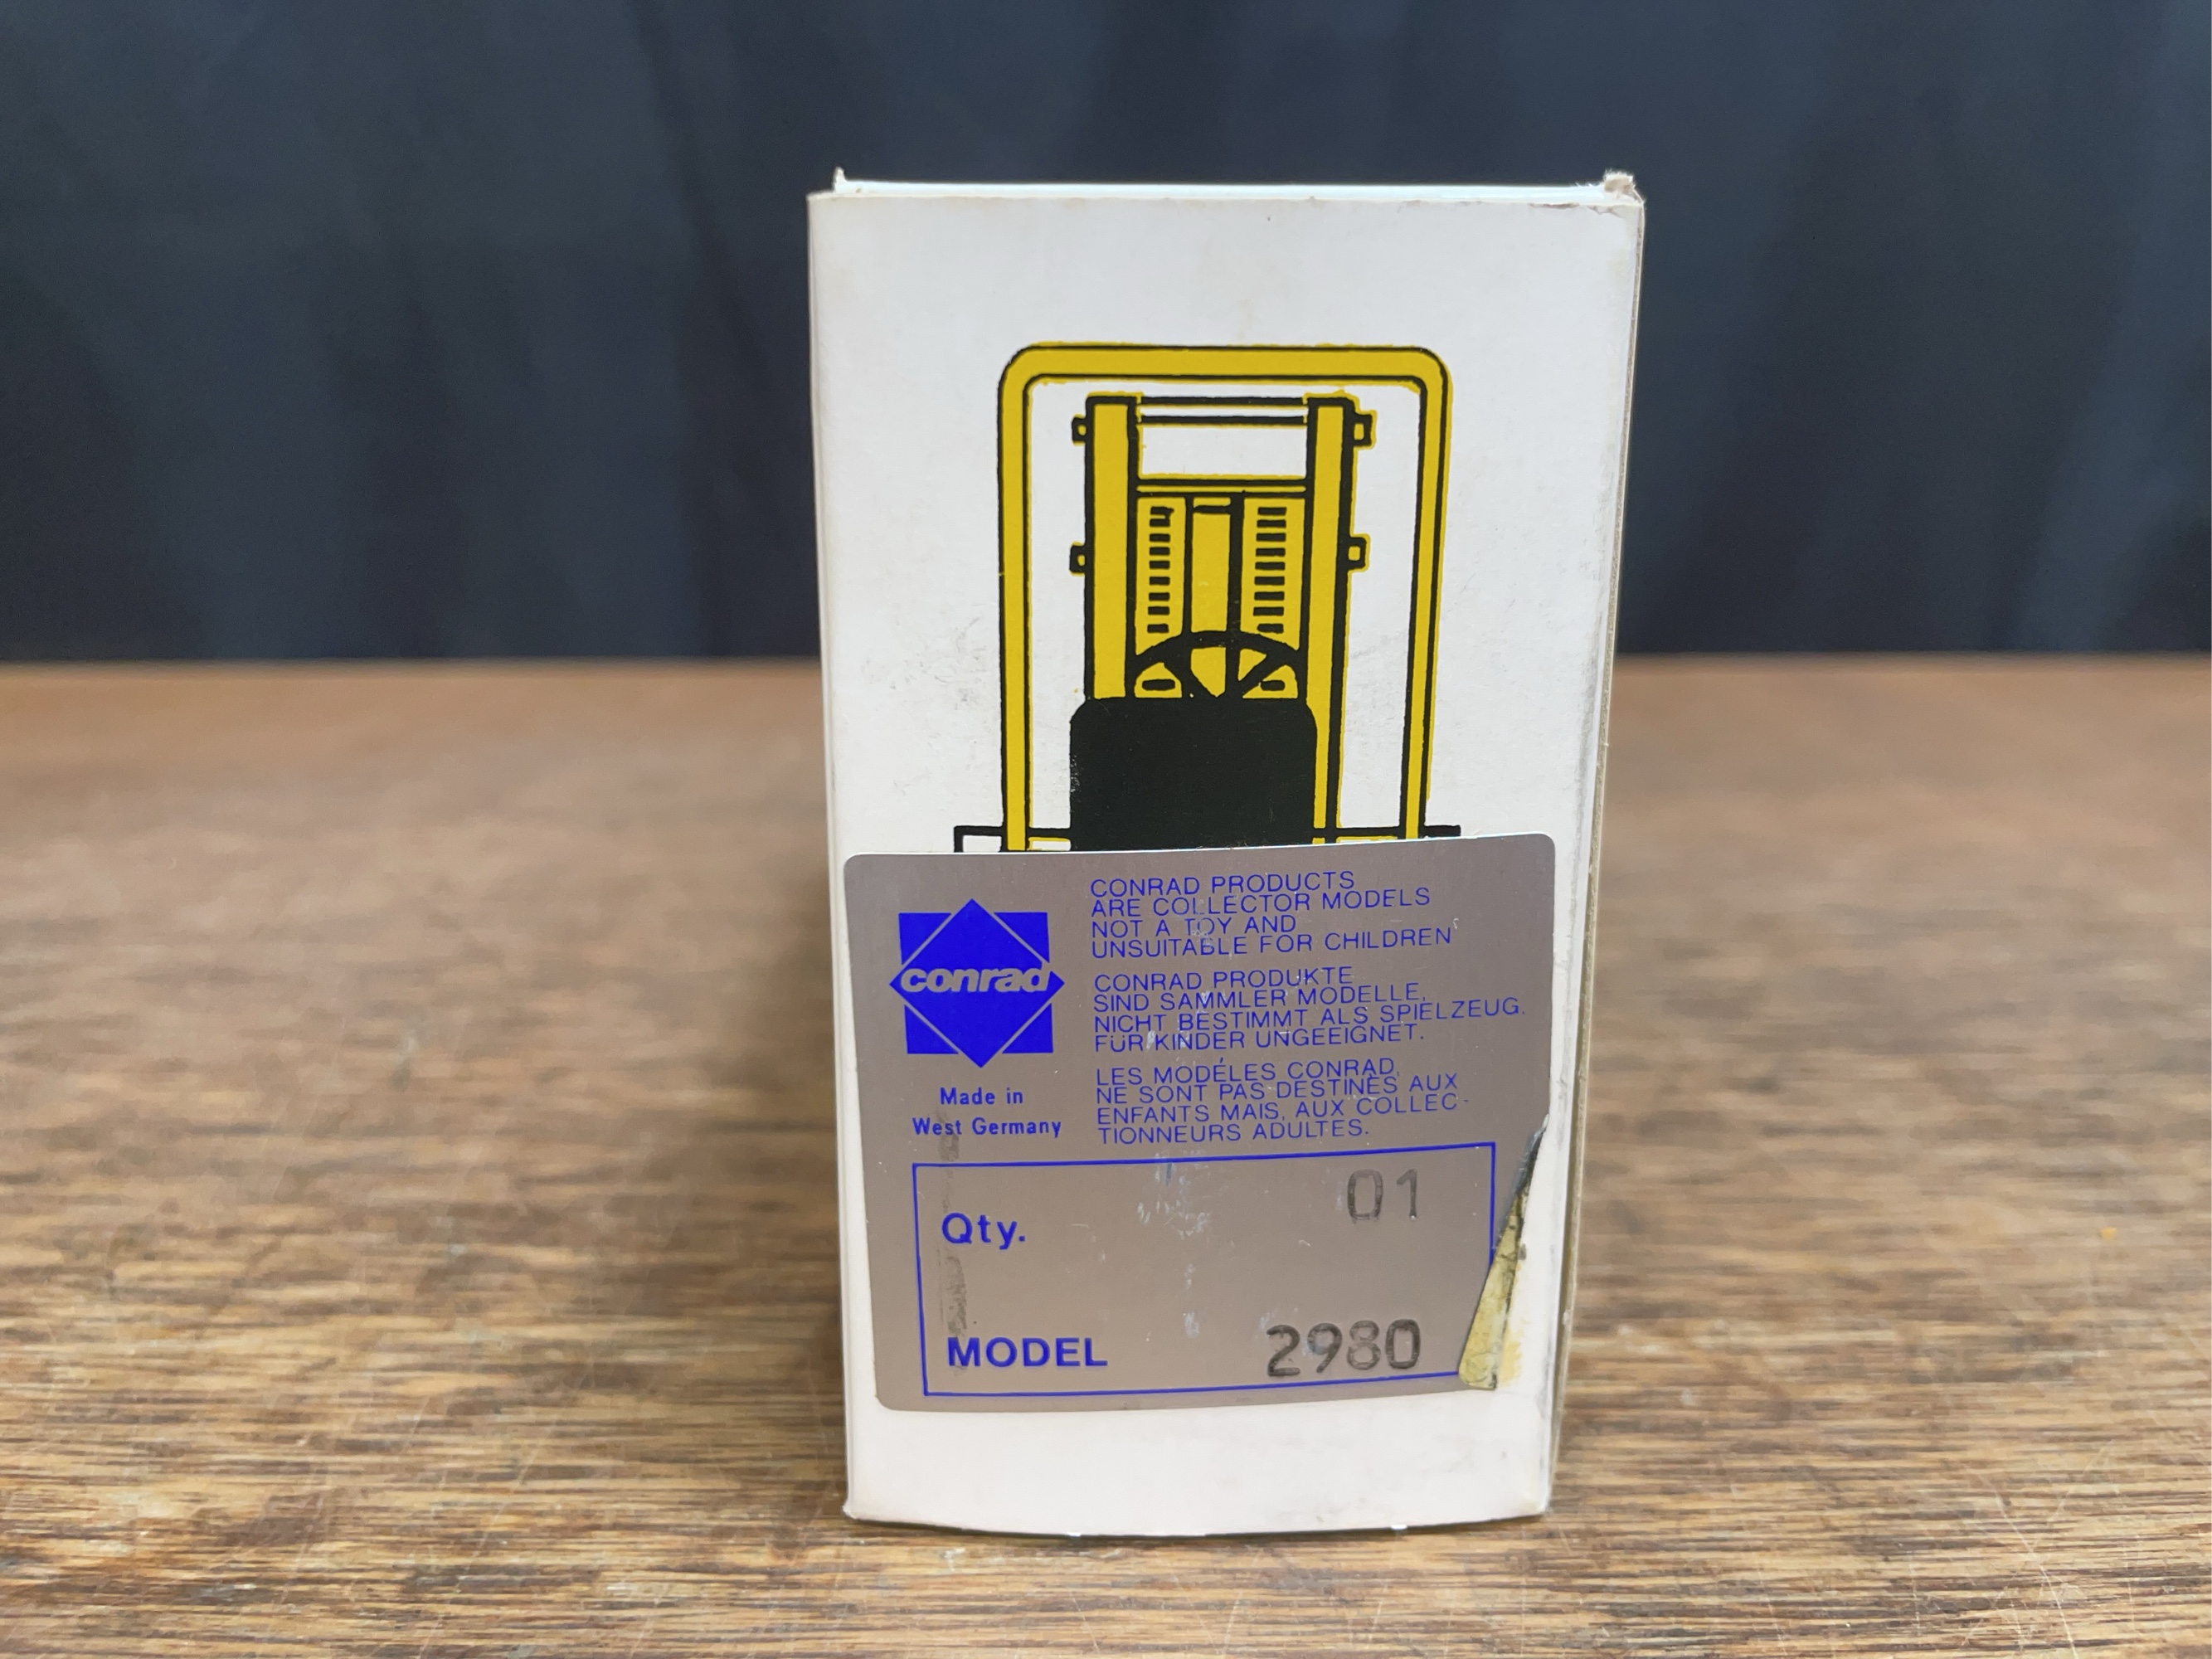 CONRAD PRODUCTS
ARE COLLECTOR MODELS
NOT A TOY AND
UNSUITABLE FOR CHILDREN
conrad
CONRAD PRODUKTE
SIND SAMMLER MODELLE,
NICHT BESTIMMT ALS SPIELZEUG.
FÜR KINDER UNGEEIGNET.
LES MODÉLES CONRAD,
NE SONT PAS DESTINÈS AUX
ENFANTS MAIS, AUX COLLEC-
TIONNEURS ADULTES.
Made in
West Germany
Qty. 01
MODEL 2980